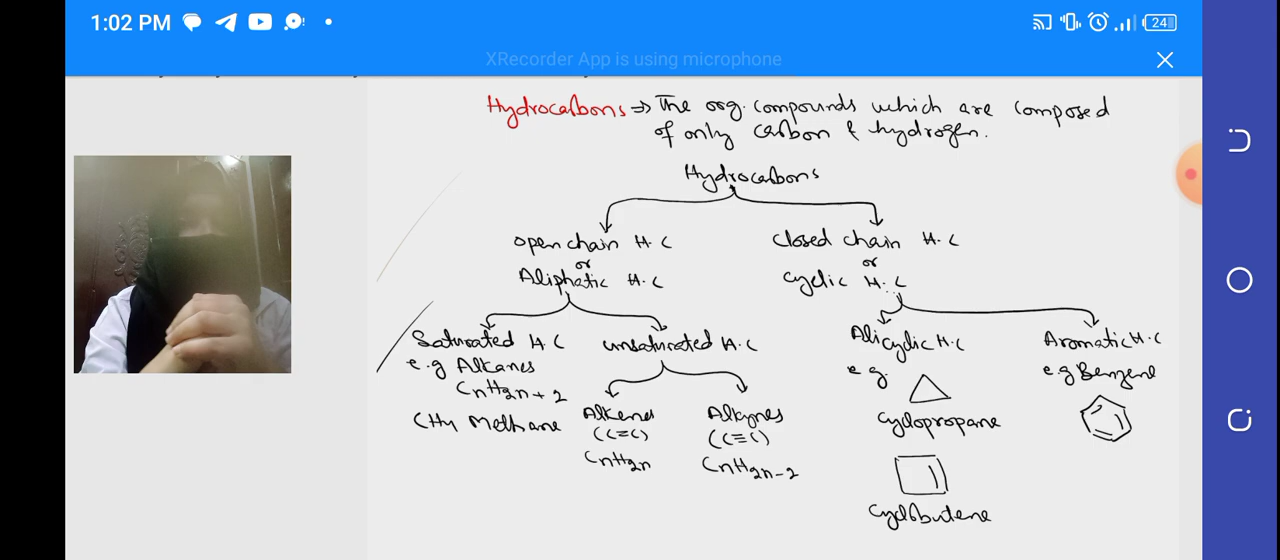 1:02 PM 24
XRecorder App is using microphone
Hydrocarbons → The org. compounds which are composed
of only carbon & hydrogen.
Hydrocarbons
open chain H.C
or
Aliphatic H.C
closed chain H.C
or
cyclic H.C
Saturated H.C
e.g Alkanes
CnH2n+2
CH4 Methane
unsaturated H.C
Alkenes
(C=C)
CnH2n
Alkynes
(C≡C)
CnH2n-2
Alicyclic H.C
e.g.
cyclopropane
cyclobutene
Aromatic H.C
e.g Benzene